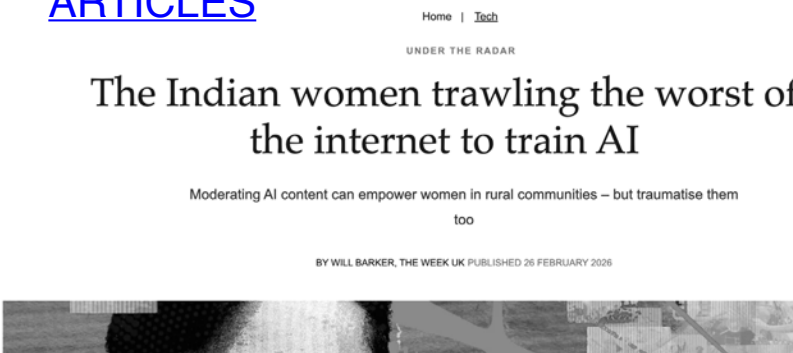 ARTICLES
Home | Tech
UNDER THE RADAR
The Indian women trawling the worst of
the internet to train AI
Moderating AI content can empower women in rural communities – but traumatise them
too
BY WILL BARKER, THE WEEK UK PUBLISHED 26 FEBRUARY 2026